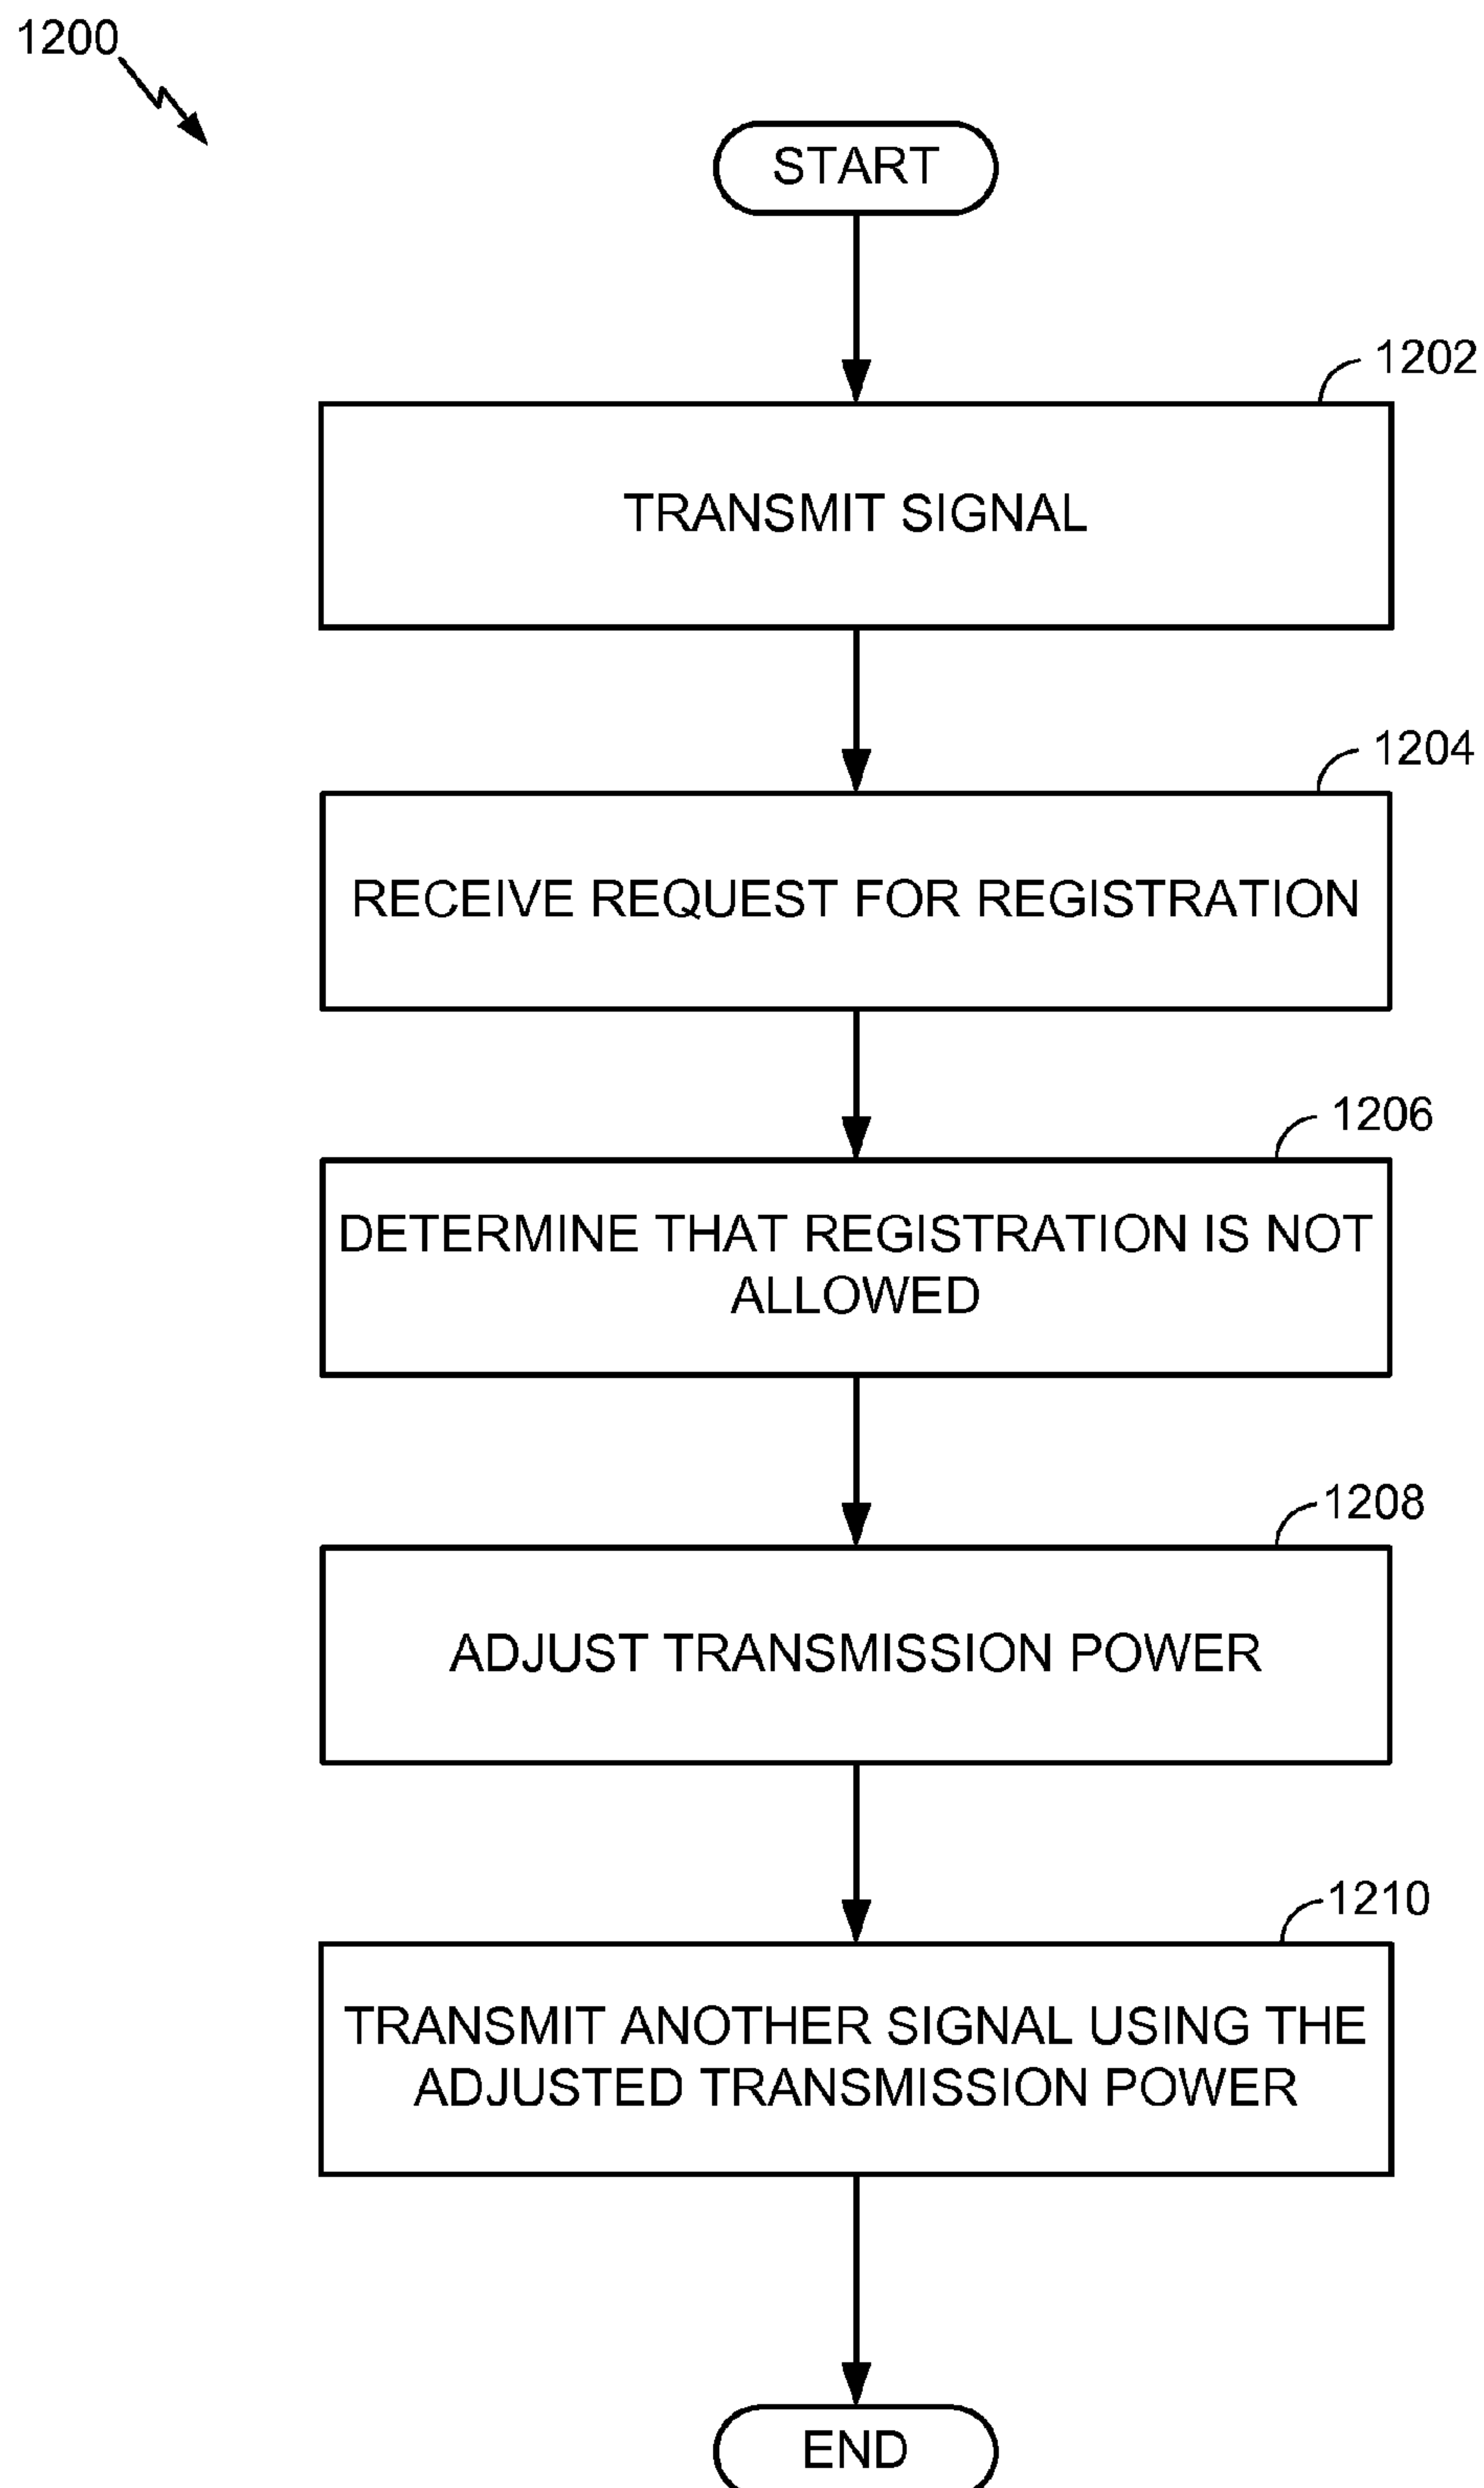 1200
START
1202
TRANSMIT SIGNAL
1204
RECEIVE REQUEST FOR REGISTRATION
1206
DETERMINE THAT REGISTRATION IS NOT
ALLOWED
1208
ADJUST TRANSMISSION POWER
1210
TRANSMIT ANOTHER SIGNAL USING THE
ADJUSTED TRANSMISSION POWER
END